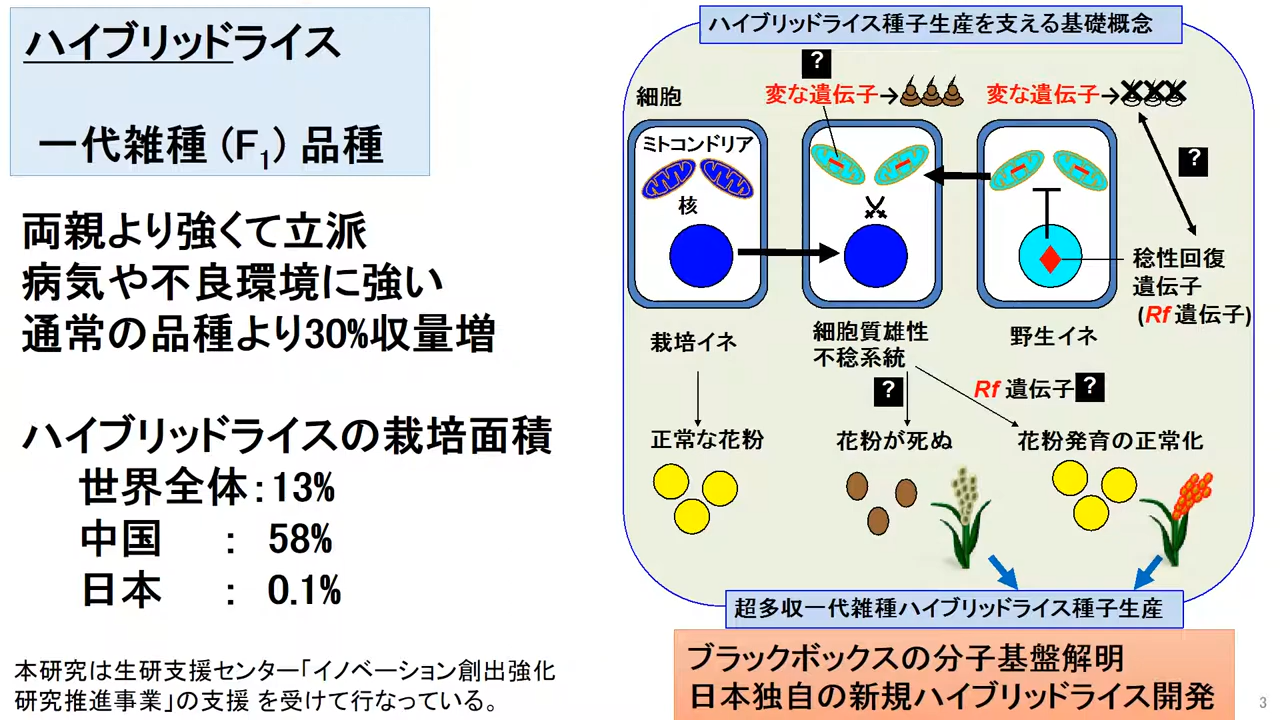 ハイブリッドライス
一代雑種 (F1) 品種
両親より強くて立派
病気や不良環境に強い
通常の品種より30%収量増
ハイブリッドライスの栽培面積
世界全体：13%
中国 ： 58%
日本 ： 0.1%
本研究は生研支援センター「イノベーション創出強化
研究推進事業」の支援 を受けて行なっている。
ハイブリッドライス種子生産を支える基礎概念
?
細胞
変な遺伝子→
変な遺伝子→
ミトコンドリア
?
核
稔性回復
遺伝子
(Rf 遺伝子)
栽培イネ
細胞質雄性
不稔系統
野生イネ
?
Rf 遺伝子?
正常な花粉
花粉が死ぬ
花粉発育の正常化
超多収一代雑種ハイブリッドライス種子生産
ブラックボックスの分子基盤解明
日本独自の新規ハイブリッドライス開発
3